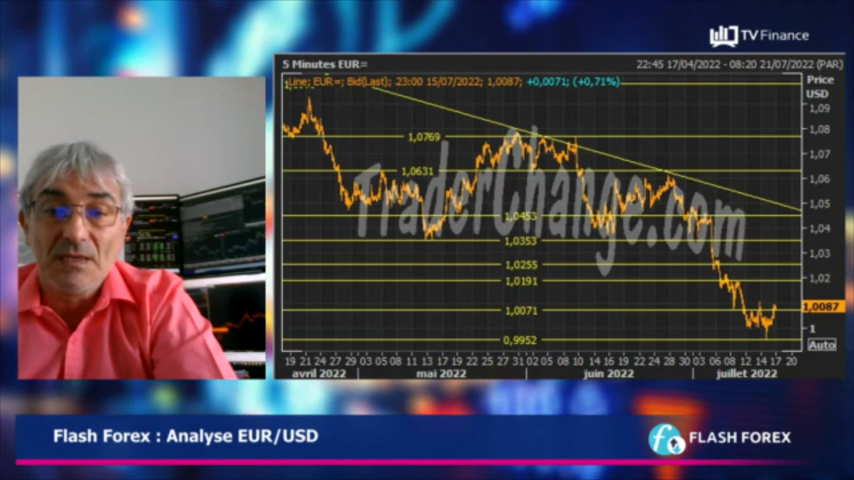 TV Finance
5 Minutes EUR=
22:45 17/04/2022 - 08:20 21/07/2022 (PAR)
Line; EUR=; Bid(Last); 23:00 15/07/2022; 1,0087; +0,0071; (+0,71%)
Price
USD
1,09
1,08
1,0769
1,07
1,0631
1,06
TraderChange.com
1,05
1,0453
1,04
1,0353
1,03
1,0255
1,0191
1,02
1,0071
1,0087
1
0,9952
Auto
19 21 24 27 29 03 05 08 11 13 17 19 22 25 27 31 02 05 08 10 14 16 20 22 24 28 30 04 06 08 12 14 17 20
avril 2022 mai 2022 juin 2022 juillet 2022
Flash Forex : Analyse EUR/USD
FLASH FOREX